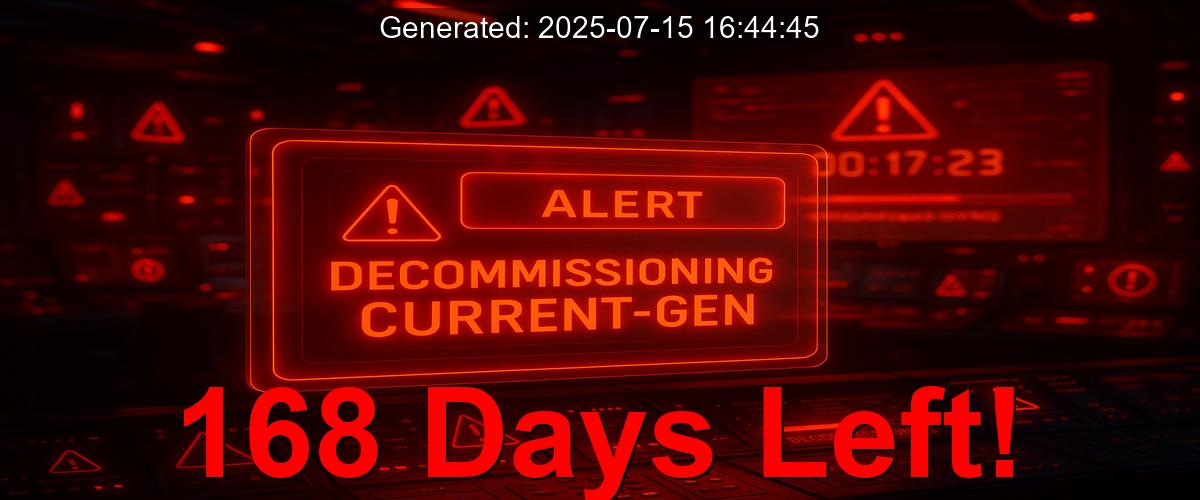 Generated: 2025-07-15 16:44:45
00:17:23
ALERT
DECOMMISSIONING
CURRENT-GEN
168 Days Left!